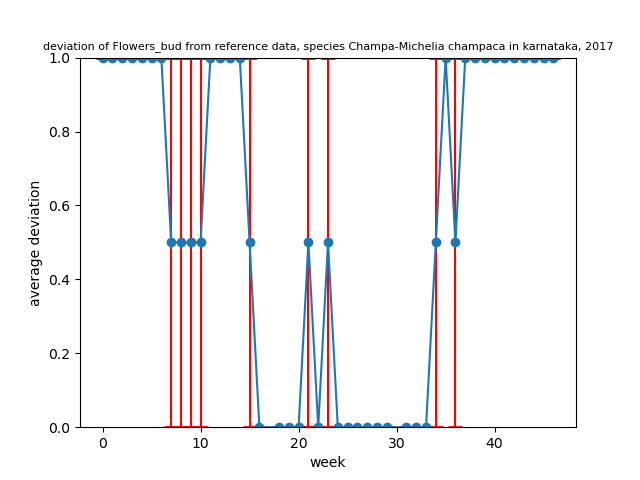 deviation of Flowers_bud from reference data, species Champa-Michelia champaca in karnataka, 2017
1.0
0.8
0.6
0.4
0.2
0.0
average deviation
0 10 20 30 40
week